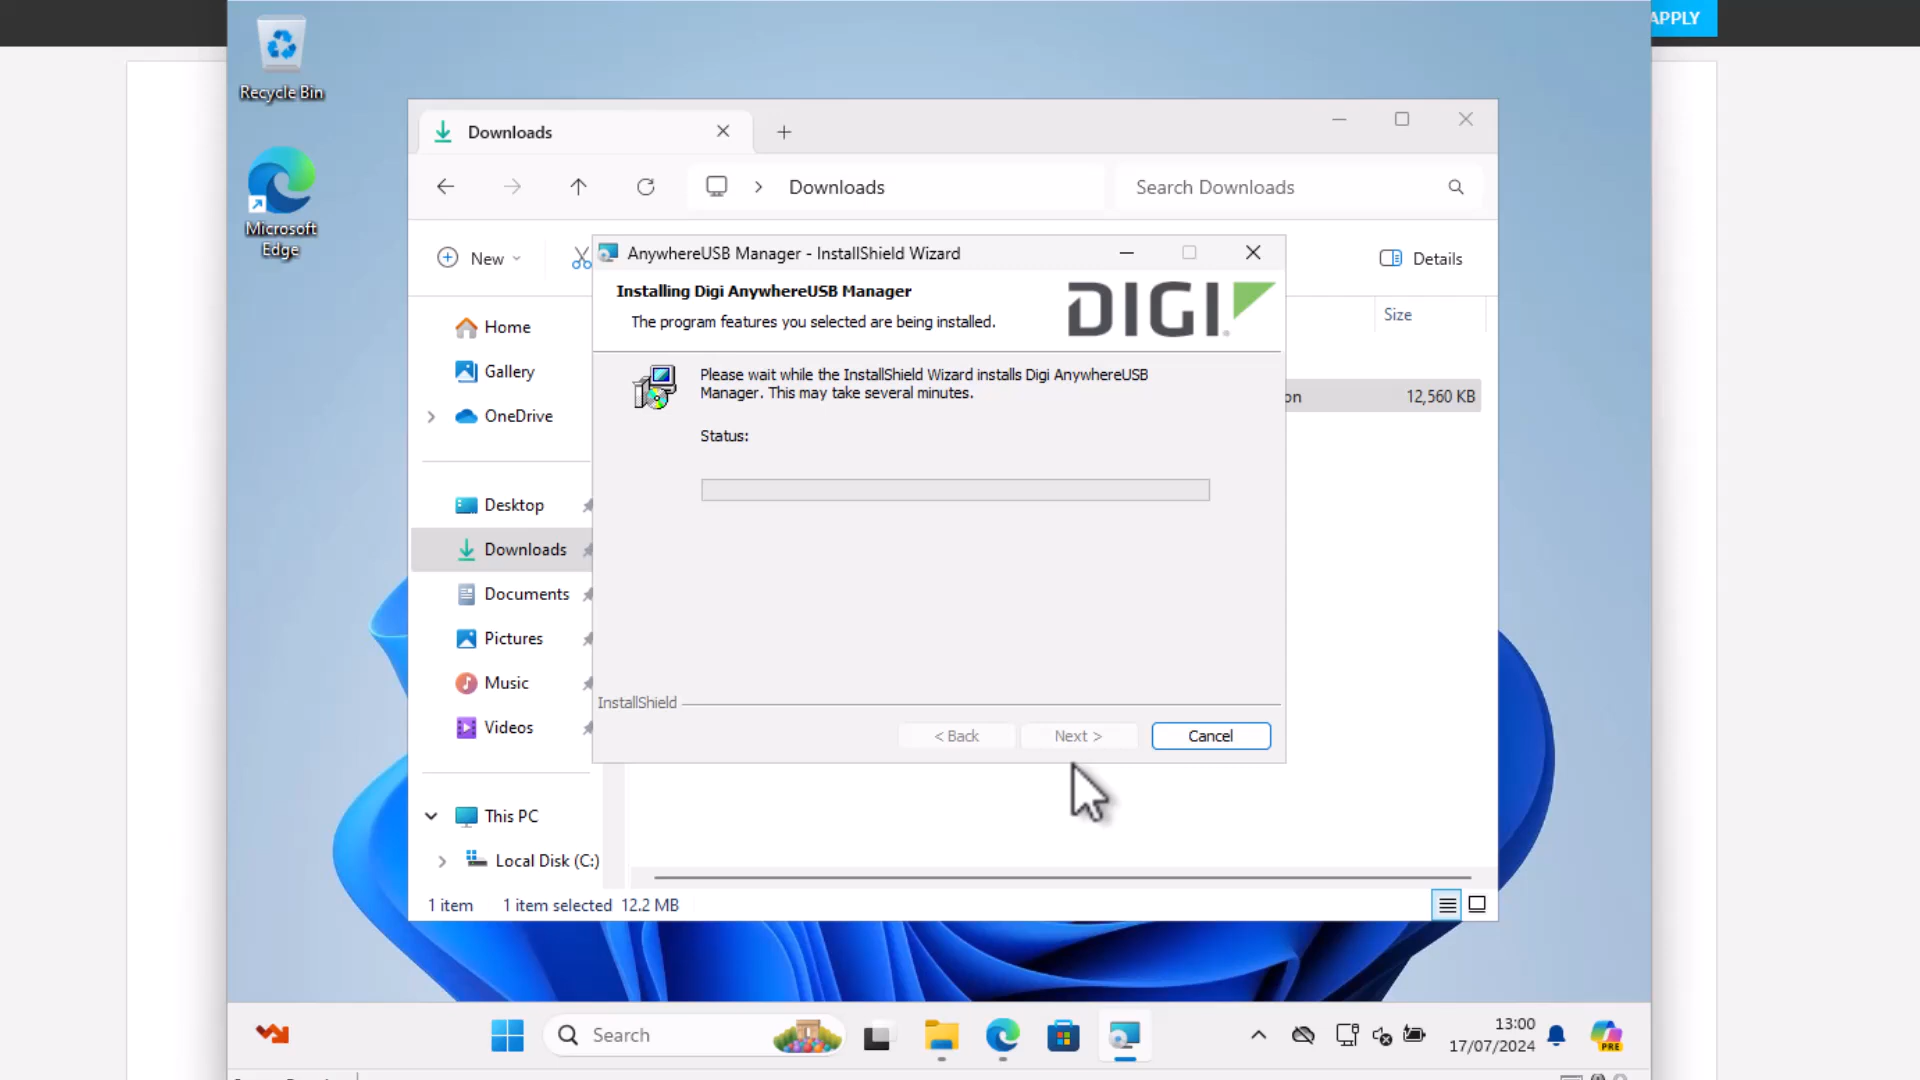 APPLY
Recycle Bin
Microsoft
Edge
Downloads
Downloads
Search Downloads
New
Details
AnywhereUSB Manager - InstallShield Wizard
Installing Digi AnywhereUSB Manager
The program features you selected are being installed.
DIGI
Please wait while the InstallShield Wizard installs Digi AnywhereUSB
Manager. This may take several minutes.
Status:
InstallShield
< Back
Next >
Cancel
Size
on
12,560 KB
Home
Gallery
OneDrive
Desktop
Downloads
Documents
Pictures
Music
Videos
This PC
Local Disk (C:)
1 item
1 item selected 12.2 MB
Search
13:00
17/07/2024
PRE